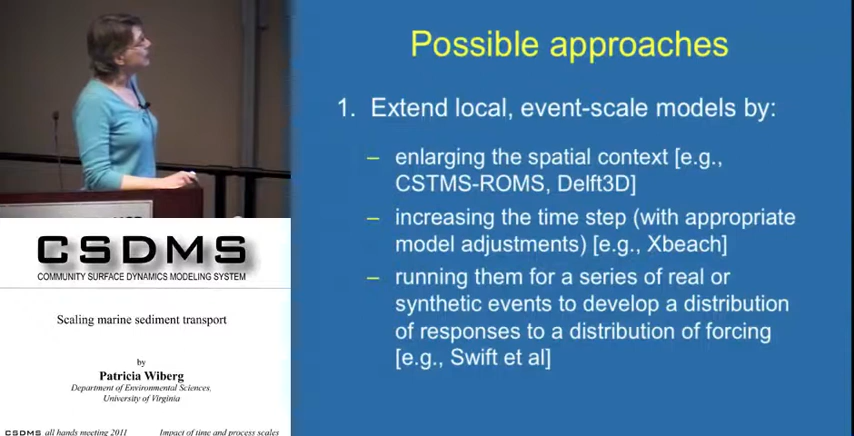 Possible approaches
1. Extend local, event-scale models by:
– enlarging the spatial context [e.g.,
CSTMS-ROMS, Delft3D]
– increasing the time step (with appropriate
model adjustments) [e.g., Xbeach]
– running them for a series of real or
synthetic events to develop a distribution
of responses to a distribution of forcing
[e.g., Swift et al]
CSDMS
COMMUNITY SURFACE DYNAMICS MODELING SYSTEM
Scaling marine sediment transport
by
Patricia Wiberg
Department of Environmental Sciences,
University of Virginia
CSDMS all hands meeting 2011 Impact of time and process scales